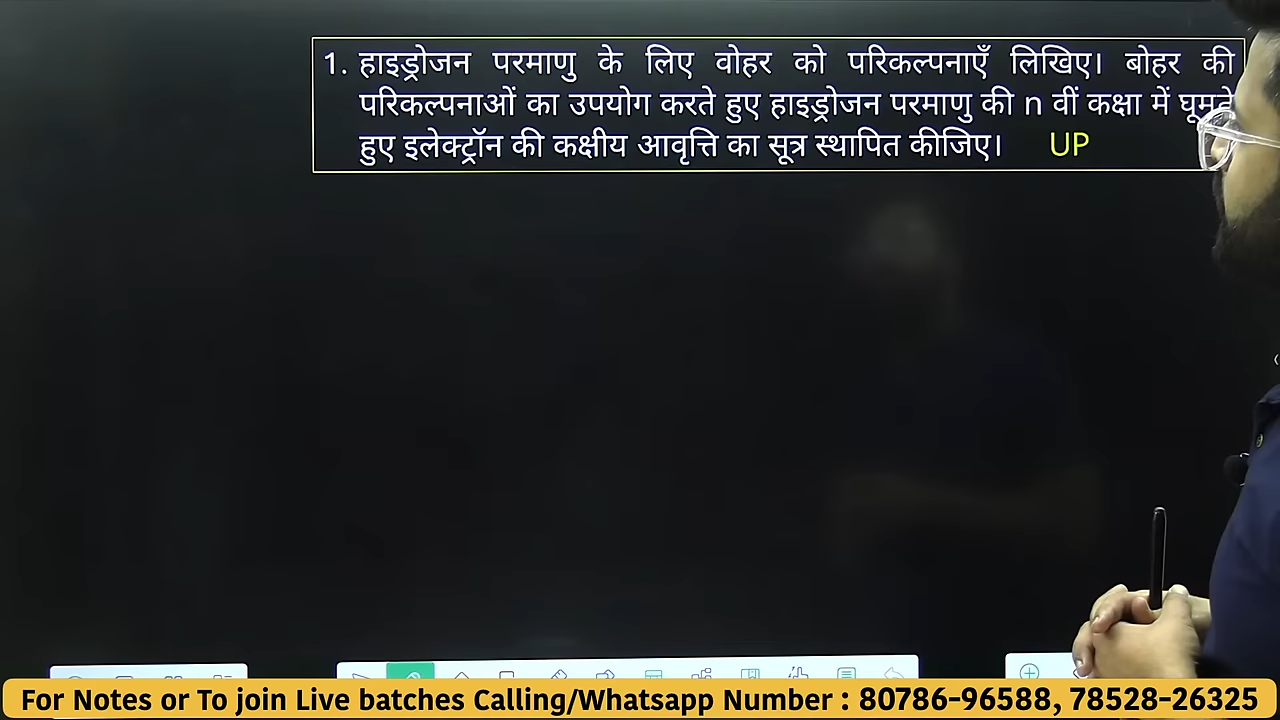 1. हाइड्रोजन परमाणु के लिए वोहर को परिकल्पनाएँ लिखिए। बोहर की
परिकल्पनाओं का उपयोग करते हुए हाइड्रोजन परमाणु की n वीं कक्षा में घूमते
हुए इलेक्ट्रॉन की कक्षीय आवृत्ति का सूत्र स्थापित कीजिए। UP
For Notes or To join Live batches Calling/Whatsapp Number : 80786-96588, 78528-26325